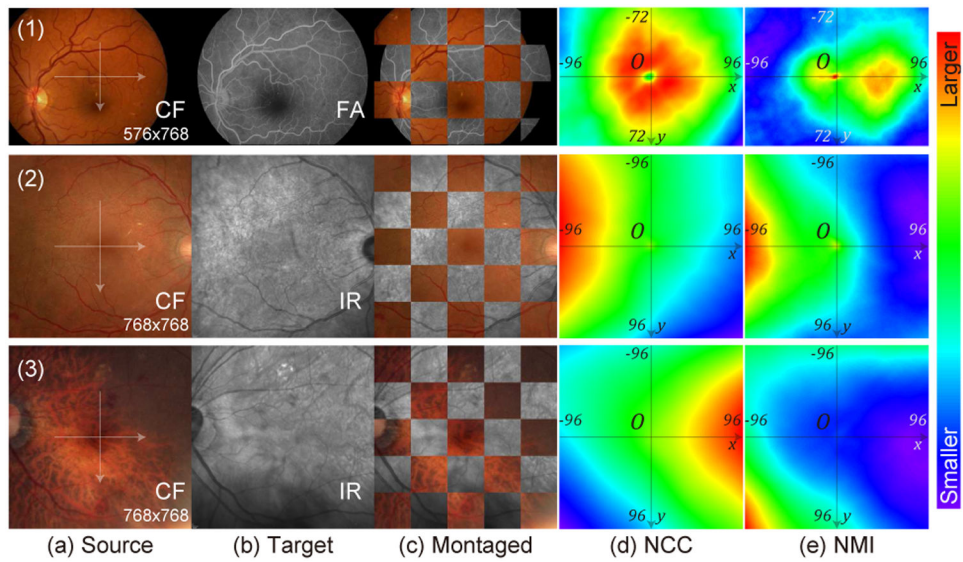 (1)
CF
576x768
FA
-72
-96
O
96
x
72
y
-72
-96
O
96
x
72
y
Larger
(2)
CF
768x768
IR
-96
-96
O
96
x
96
y
-96
-96
O
96
x
96
y
(3)
CF
768x768
IR
-96
-96
O
96
x
96
y
-96
-96
O
96
x
96
y
Smaller
(a) Source
(b) Target
(c) Montaged
(d) NCC
(e) NMI